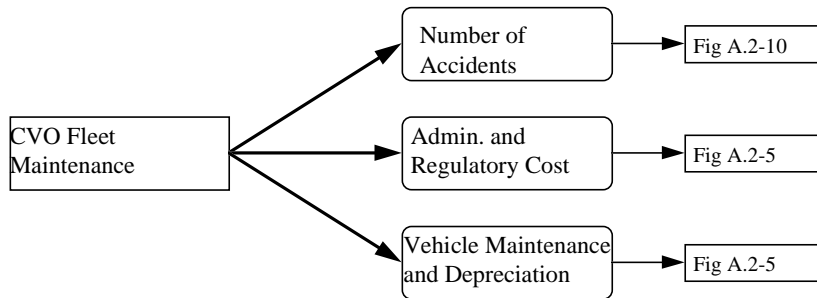 Number of
Accidents
Fig A.2-10
CVO Fleet
Maintenance
Admin. and
Regulatory Cost
Fig A.2-5
Vehicle Maintenance
and Depreciation
Fig A.2-5